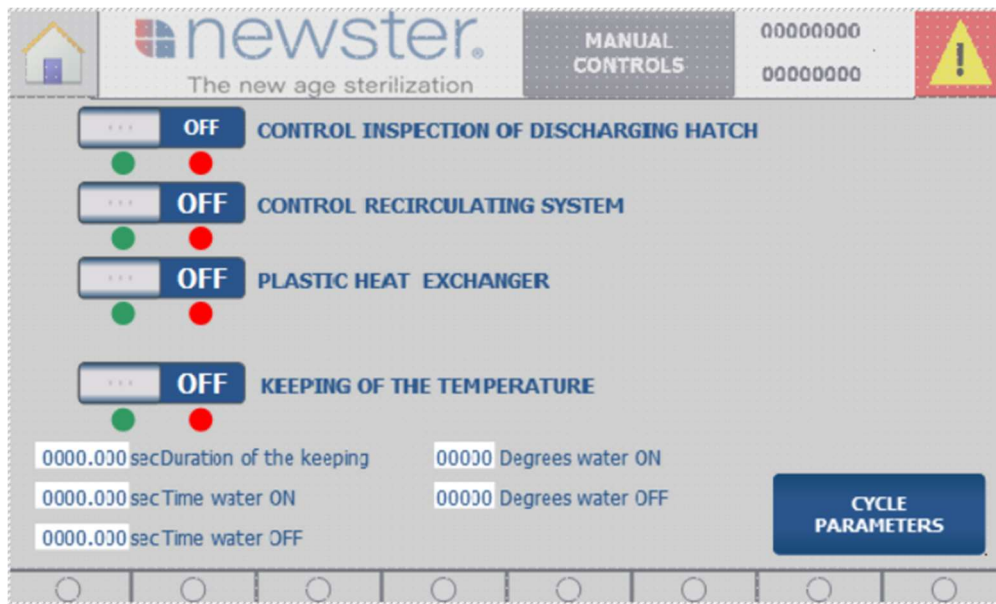 newster®
The new age sterilization
MANUAL
CONTROLS
00000000
00000000
!
OFF CONTROL INSPECTION OF DISCHARGING HATCH
OFF CONTROL RECIRCULATING SYSTEM
OFF PLASTIC HEAT EXCHANGER
OFF KEEPING OF THE TEMPERATURE
0000.000 sec Duration of the keeping 00000 Degrees water ON
0000.000 sec Time water ON 00000 Degrees water OFF
0000.000 sec Time water OFF
CYCLE
PARAMETERS